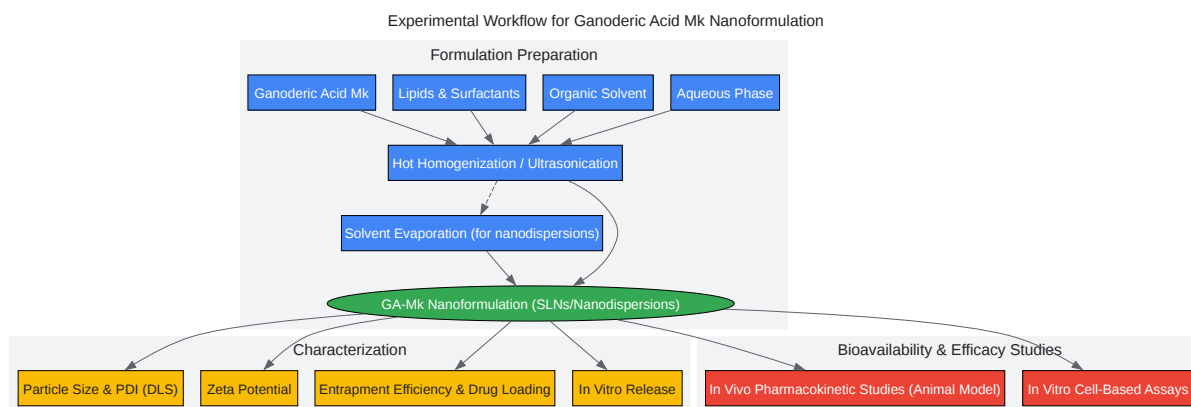 Experimental Workflow for Ganoderic Acid Mk Nanoformulation
Formulation Preparation
Ganoderic Acid Mk
Lipids & Surfactants
Organic Solvent
Aqueous Phase
Hot Homogenization / Ultrasonication
Solvent Evaporation (for nanodispersions)
GA-Mk Nanoformulation (SLNs/Nanodispersions)
Characterization
Bioavailability & Efficacy Studies
Particle Size & PDI (DLS)
Zeta Potential
Entrapment Efficiency & Drug Loading
In Vitro Release
In Vivo Pharmacokinetic Studies (Animal Model)
In Vitro Cell-Based Assays